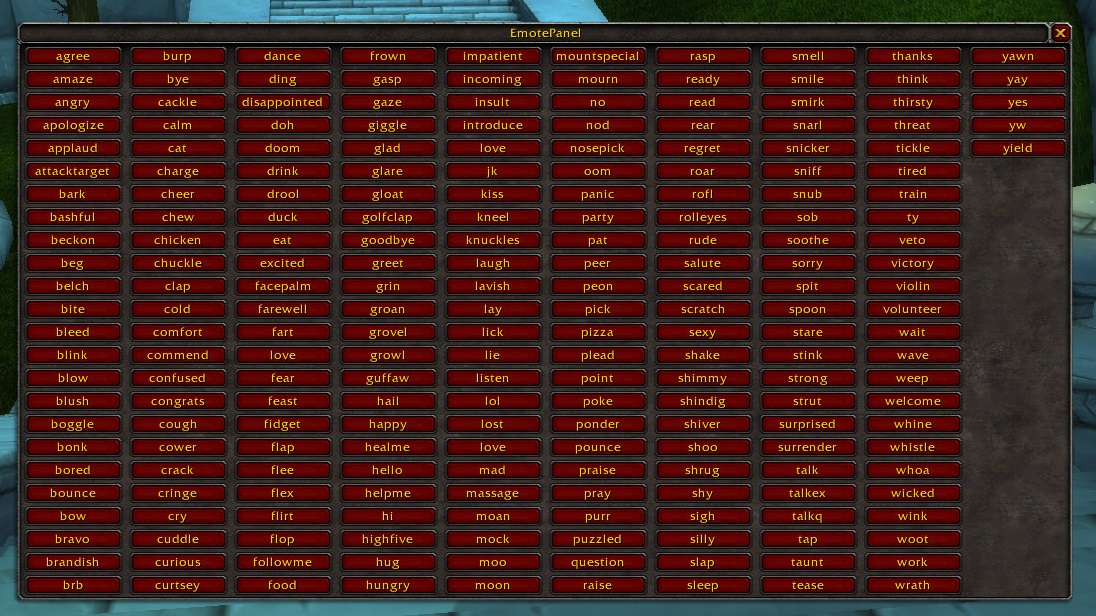 EmotePanel
agree burp dance frown impatient mountspecial rasp smell thanks yawn
amaze bye ding gasp incoming mourn ready smile think yay
angry cackle disappointed gaze insult no read smirk thirsty yes
apologize calm doh giggle introduce nod rear snarl threat yw
applaud cat doom glad love nosepick regret snicker tickle yield
attacktarget charge drink glare jk oom roar sniff tired
bark cheer drool gloat kiss panic rofl snub train
bashful chew duck golfclap kneel party rolleyes sob ty
beckon chicken eat goodbye knuckles pat rude soothe veto
beg chuckle excited greet laugh peer salute sorry victory
belch clap facepalm grin lavish peon scared spit violin
bite cold farewell groan lay pick scratch spoon volunteer
bleed comfort fart grovel lick pizza sexy stare wait
blink commend love growl lie plead shake stink wave
blow confused fear guffaw listen point shimmy strong weep
blush congrats feast hail lol poke shindig strut welcome
boggle cough fidget happy lost ponder shiver surprised whine
bonk cower flap healme love pounce shoo surrender whistle
bored crack flee hello mad praise shrug talk whoa
bounce cringe flex helpme massage pray shy talkex wicked
bow cry flirt hi moan purr sigh talkq wink
bravo cuddle flop highfive mock puzzled silly tap woot
brandish curious followme hug moo question slap taunt work
brb curtsey food hungry moon raise sleep tease wrath